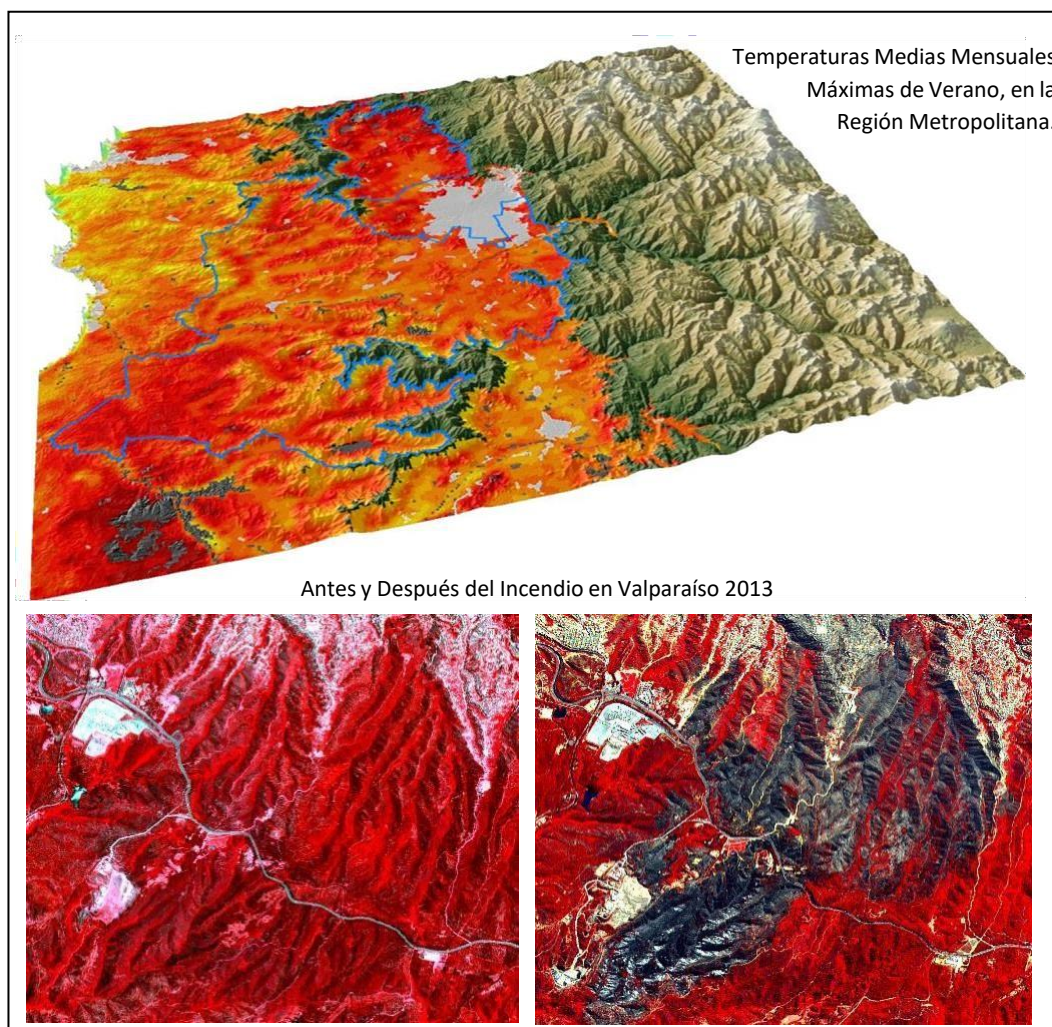 Temperaturas Medias Mensuales
Máximas de Verano, en la
Región Metropolitana.
Antes y Después del Incendio en Valparaíso 2013